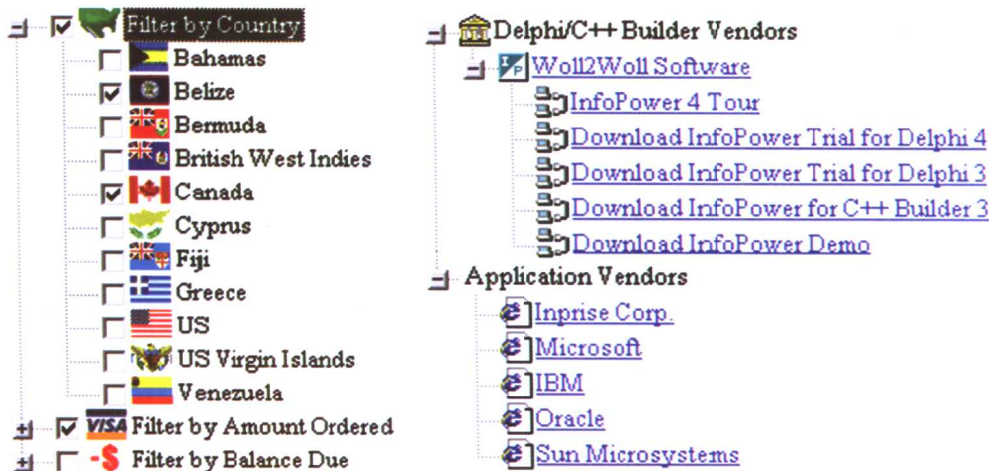 Filter by Country
Bahamas
Belize
Bermuda
British West Indies
Canada
Cyprus
Fiji
Greece
US
US Virgin Islands
Venezuela
VISA Filter by Amount Ordered
-$ Filter by Balance Due
Delphi/C++ Builder Vendors
I/P Woll2Woll Software
InfoPower 4 Tour
Download InfoPower Trial for Delphi 4
Download InfoPower Trial for Delphi 3
Download InfoPower for C++ Builder 3
Download InfoPower Demo
Application Vendors
Inprise Corp.
Microsoft
IBM
Oracle
Sun Microsystems